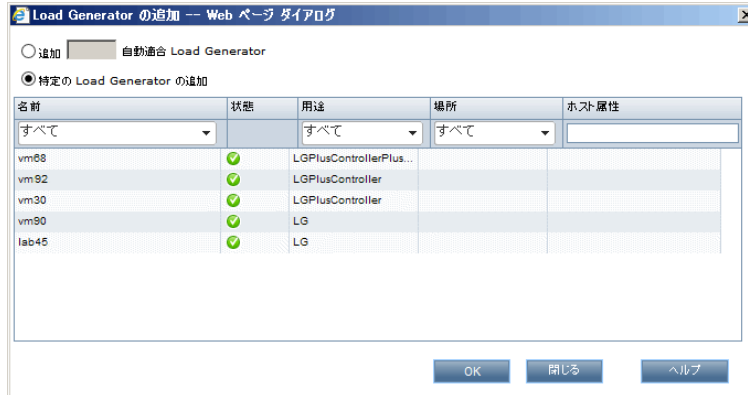 Load Generator の追加 -- Web ページ ダイアログ
追加 自動適合 Load Generator
特定の Load Generator の追加
名前 状態 用途 場所 ホスト属性
すべて すべて すべて
vm68 LGPlusControllerPlus...
vm92 LGPlusController
vm30 LGPlusController
vm90 LG
lab45 LG
OK 閉じる ヘルプ